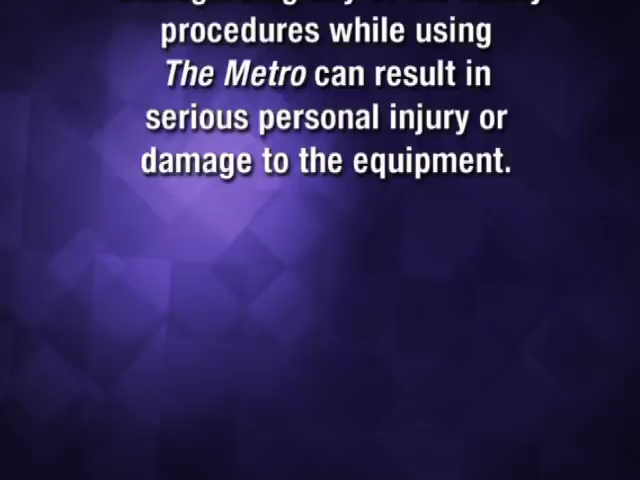 procedures while using
The Metro can result in
serious personal injury or
damage to the equipment.